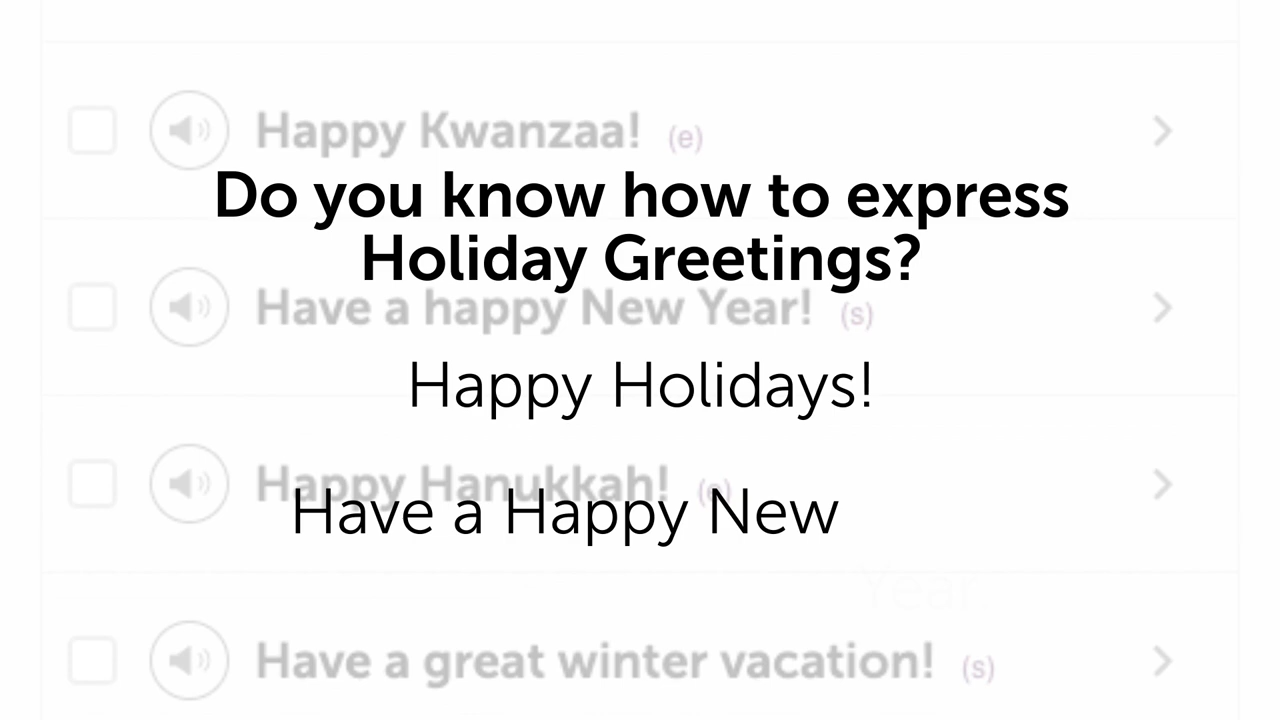 Happy Kwanzaa! (e)
Do you know how to express
Holiday Greetings?
Have a happy New Year! (s)
Happy Holidays!
Happy Hanukkah!
Have a Happy New
Year
Have a great winter vacation! (s)